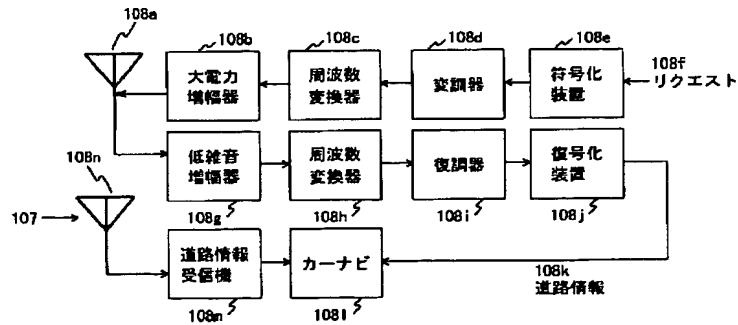 108a
108b
108c
108d
108e
大電力
増幅器
周波数
変換器
変調器
符号化
装置
108f
リクエスト
低雑音
増幅器
周波数
変換器
復調器
復号化
装置
108n
108g
108h
108i
108j
107
道路情報
受信機
カーナビ
108k
道路情報
108m
108l